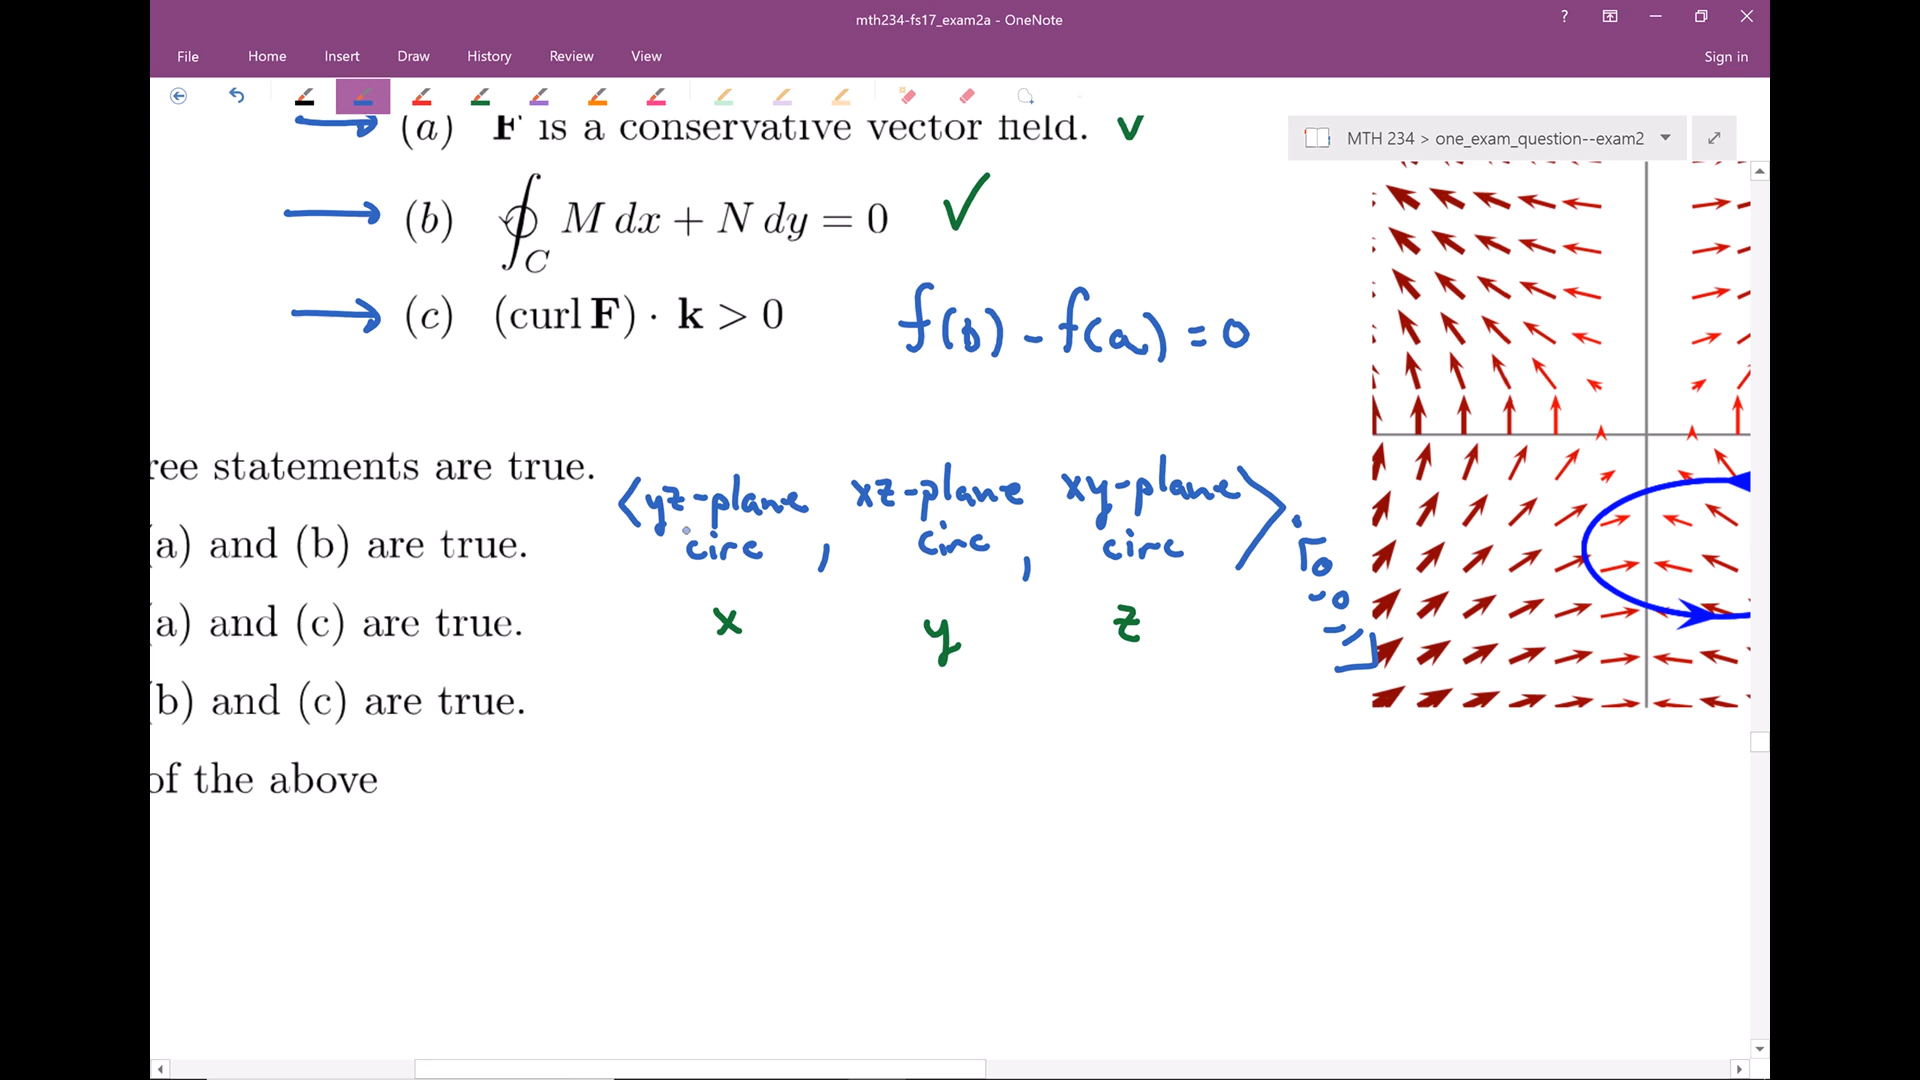 mth234-fs17_exam2a - OneNote
?
File Home Insert Draw History Review View
Sign in
(a) F is a conservative vector field. ✓
MTH 234 > one_exam_question--exam2
(b) ∮_C M dx + N dy = 0 ✓
(c) (curl F) · k > 0
f(b) - f(a) = 0
ree statements are true.
⟨yz-plane circ, xz-plane circ, xy-plane circ⟩ ·
a) and (b) are true.
x y z
a) and (c) are true.
b) and (c) are true.
of the above